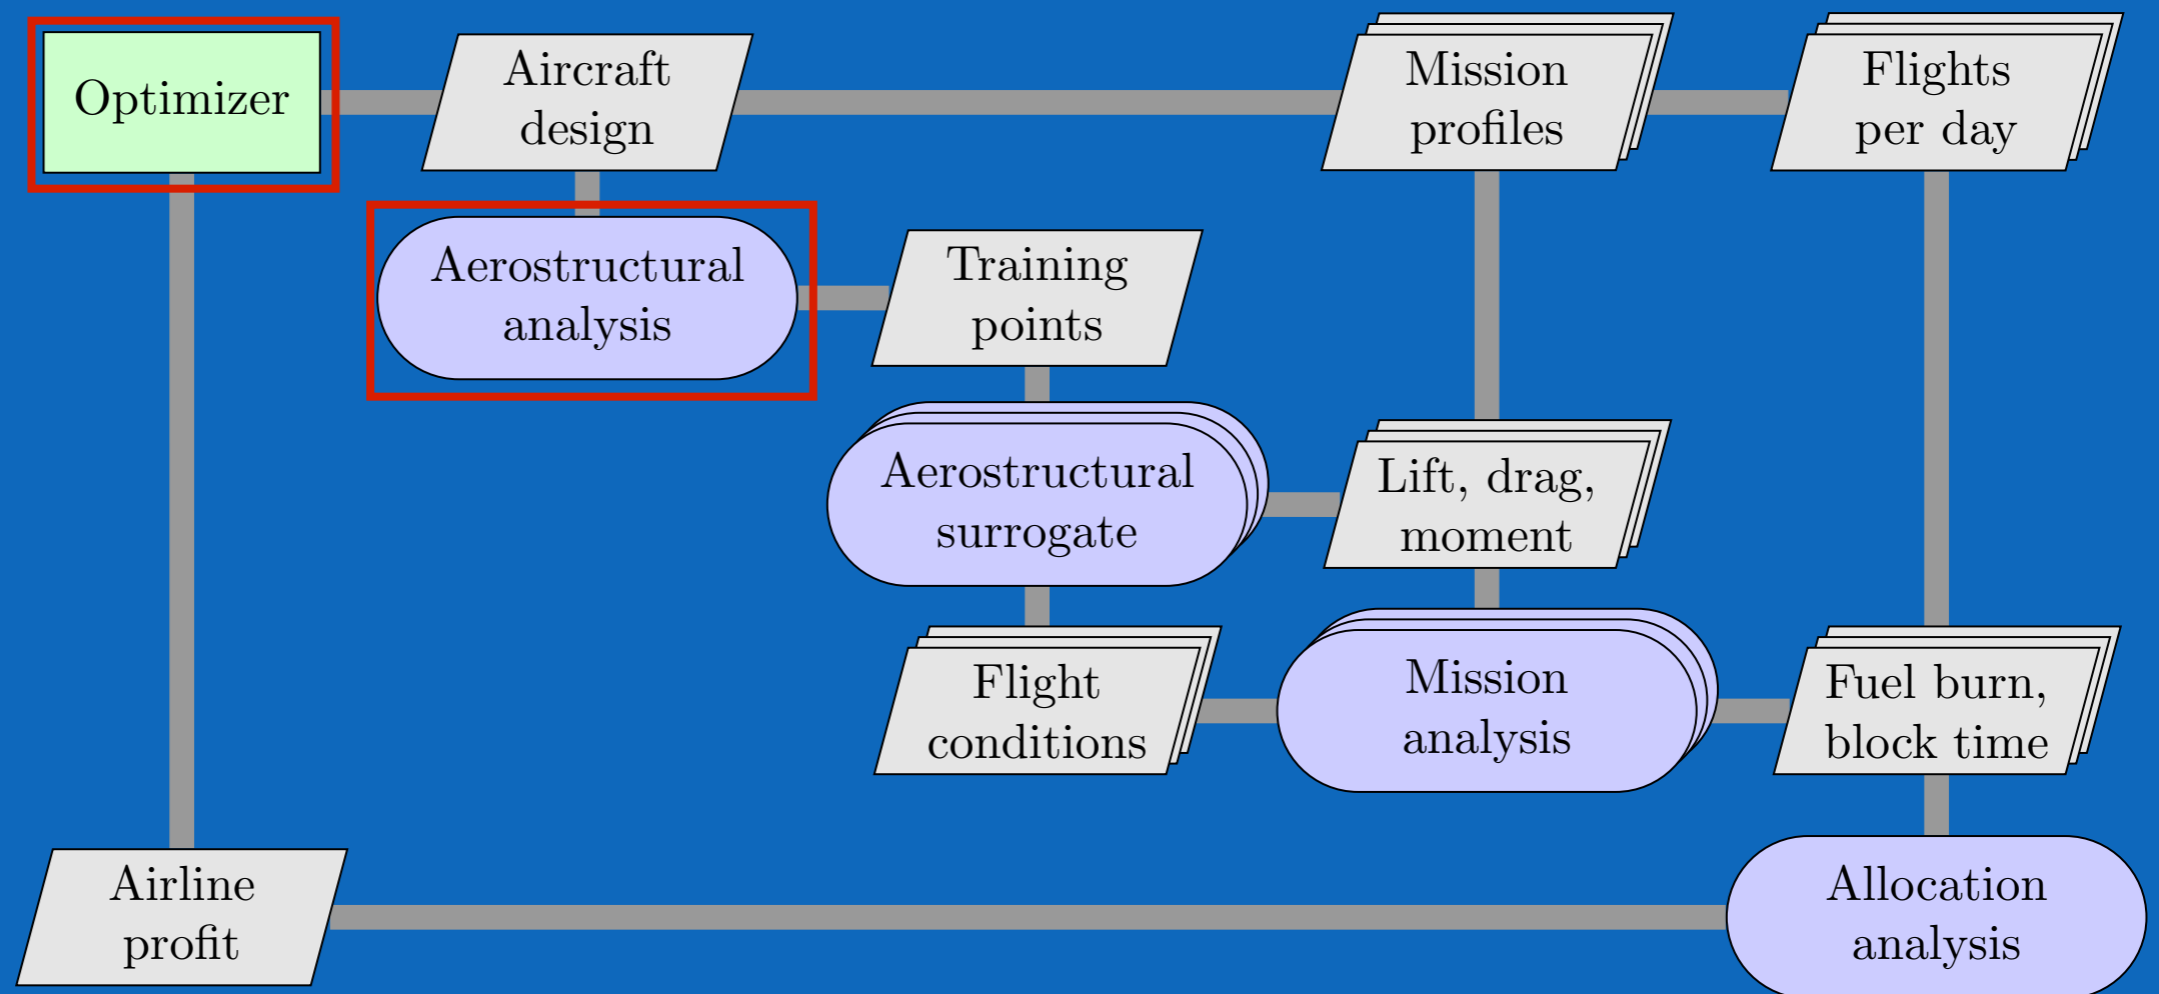 Optimizer
Aircraft
design
Mission
profiles
Flights
per day
Aerostructural
analysis
Training
points
Aerostructural
surrogate
Lift, drag,
moment
Flight
conditions
Mission
analysis
Fuel burn,
block time
Airline
profit
Allocation
analysis